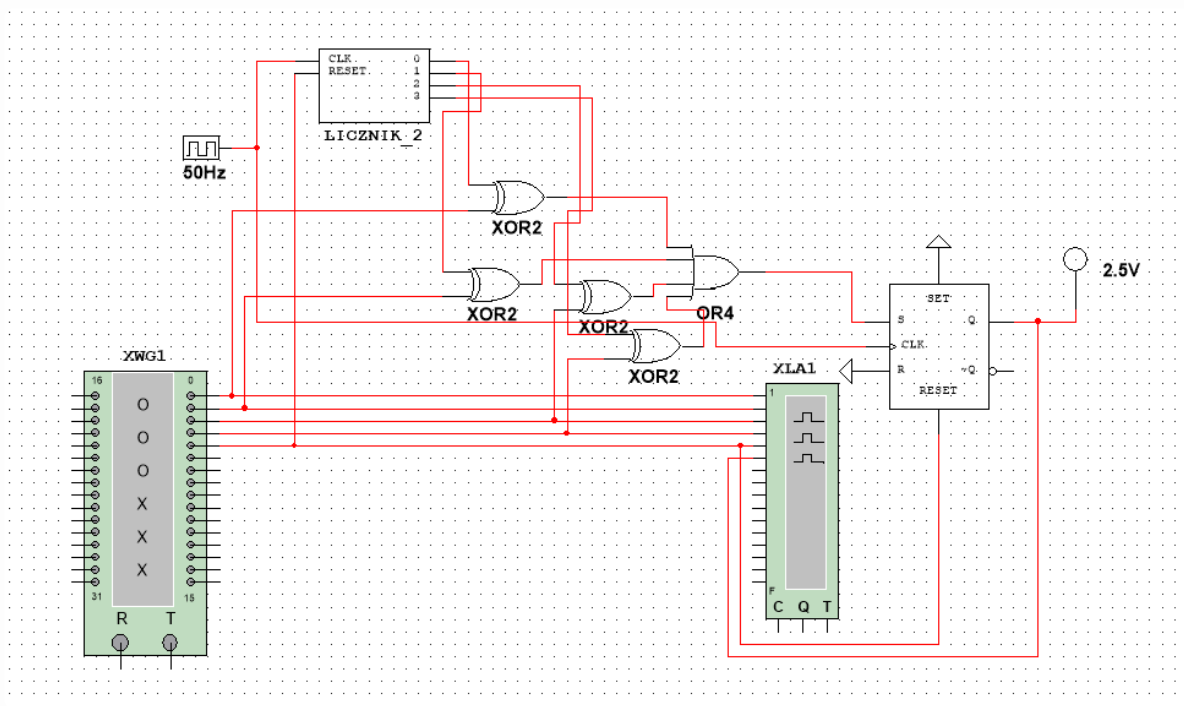 CLK.
0
RESET.
1
2
3
LICZNIK_2
50Hz
XOR2
XOR2
XOR2
OR4
XOR2
2.5V
SET
S
Q.
CLK.
R
~Q.
RESET
XWG1
16
0
O
O
O
X
X
X
31
15
R
T
XLA1
1
F
C Q T